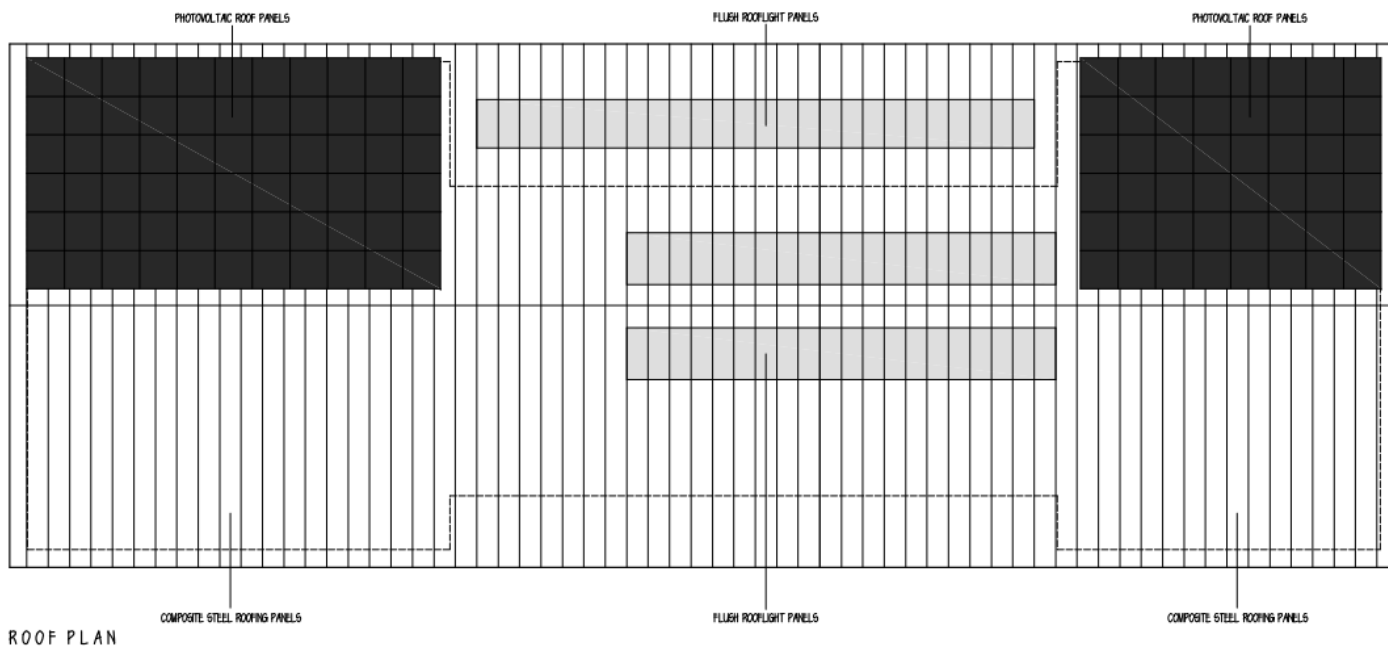 PHOTOVOLTAIC ROOF PANELS
FLUSH ROOFLIGHT PANELS
PHOTOVOLTAIC ROOF PANELS
COMPOSITE STEEL ROOFING PANELS
FLUSH ROOFLIGHT PANELS
COMPOSITE STEEL ROOFING PANELS
ROOF PLAN